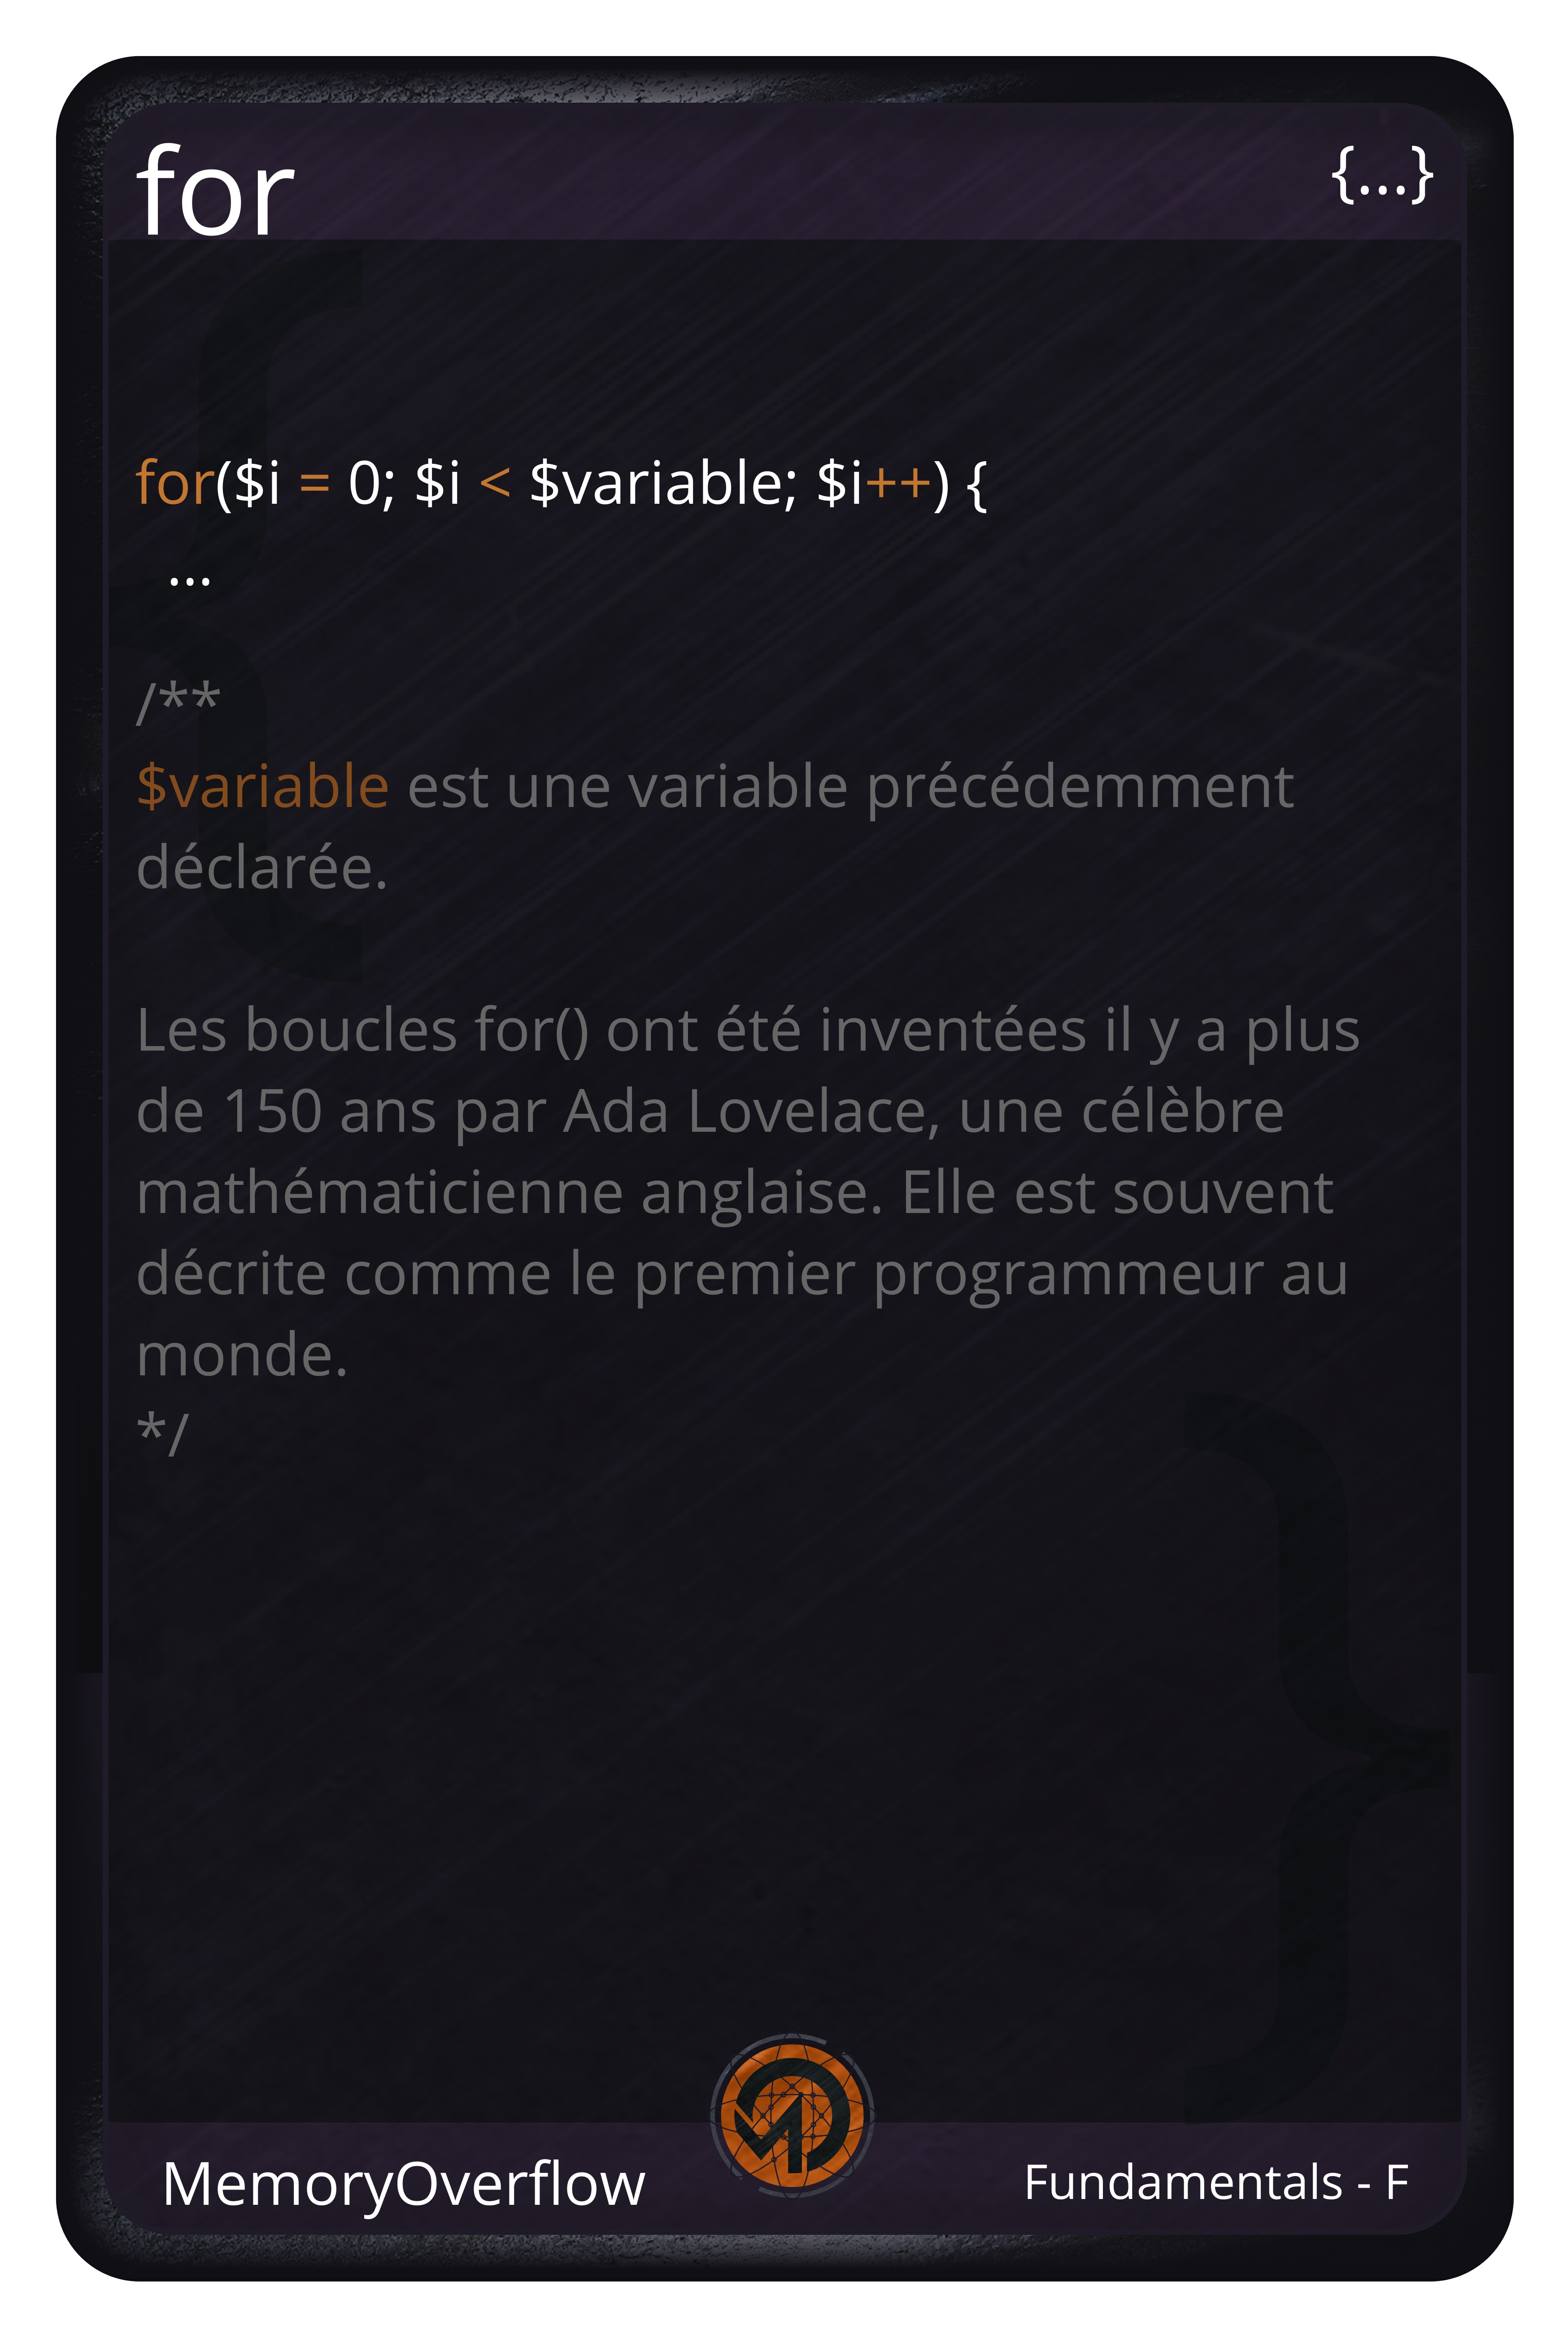 for
{...}
for($i = 0; $i < $variable; $i++) {
...
/**
$variable est une variable précédemment
déclarée.
Les boucles for() ont été inventées il y a plus
de 150 ans par Ada Lovelace, une célèbre
mathématicienne anglaise. Elle est souvent
décrite comme le premier programmeur au
monde.
*/
MemoryOverflow
Fundamentals - F